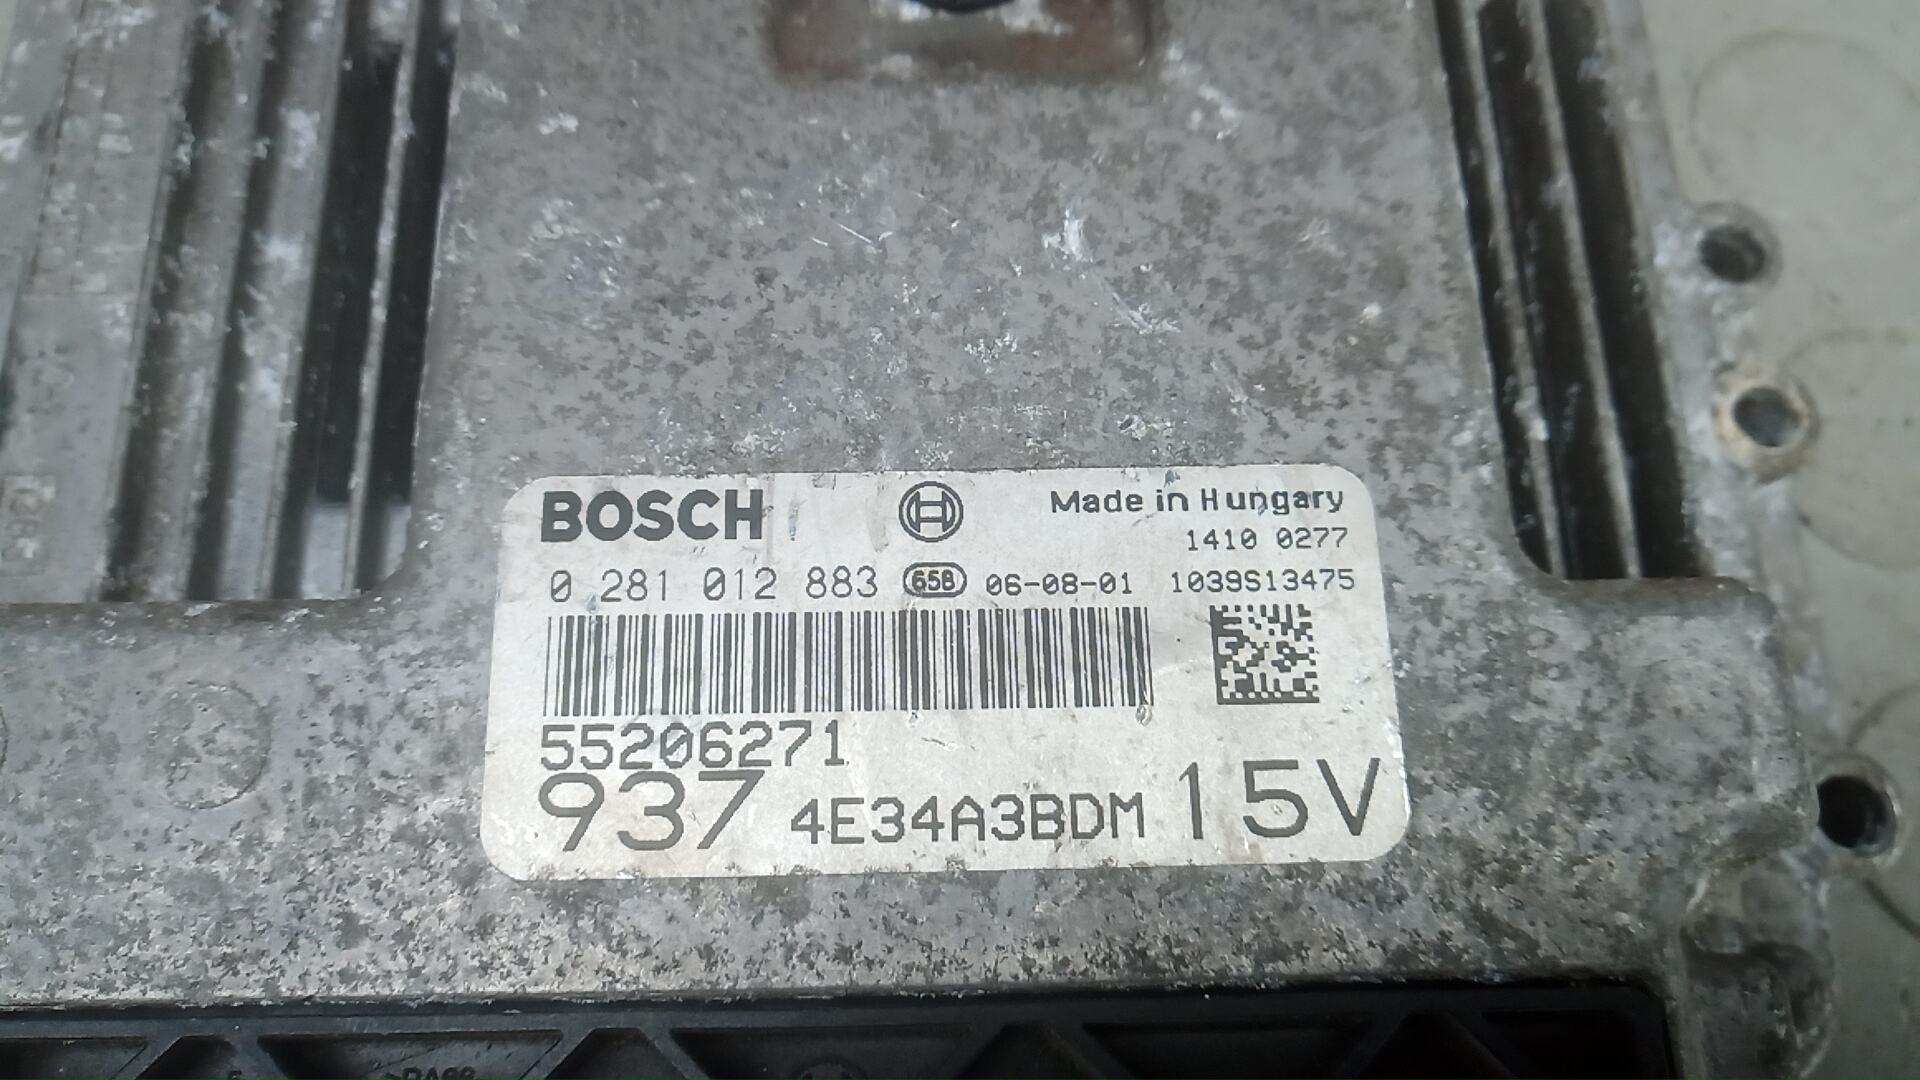 BOSCH
Made in Hungary
1410 0277
0 281 012 883 658 06-08-01 1039S13475
55206271
937 4E34A3BDM 15V